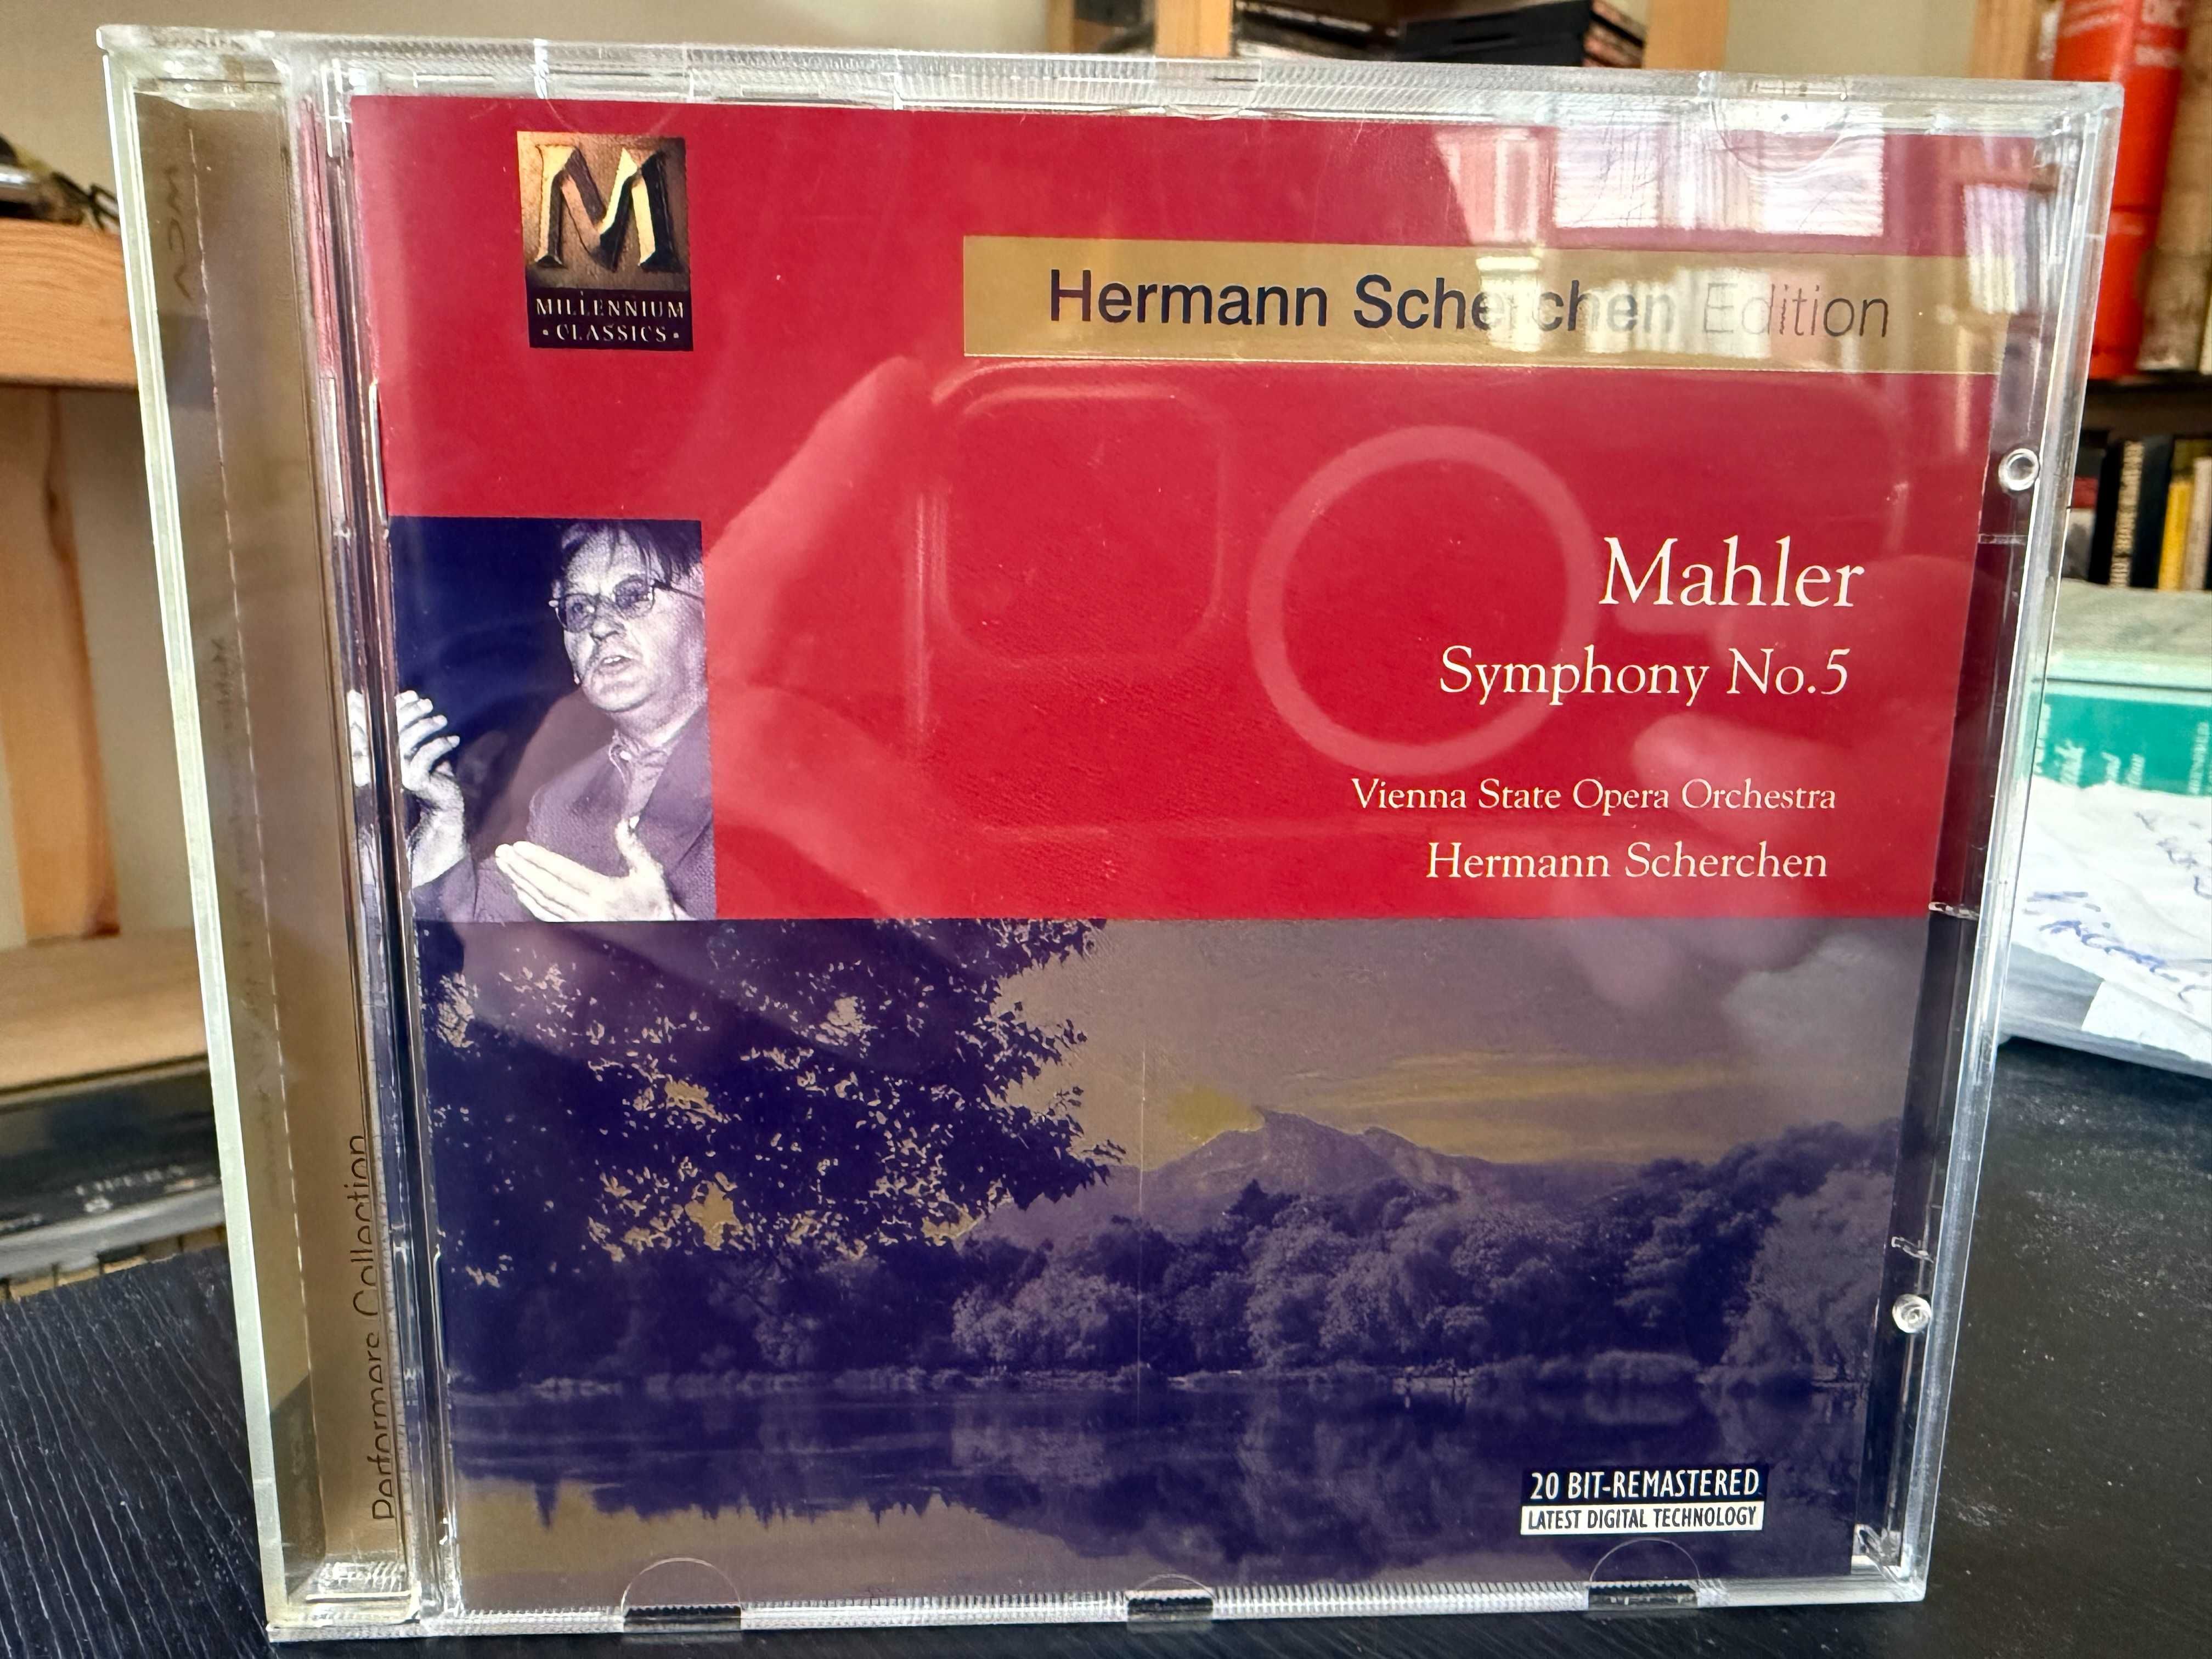 MILLENNIUM
• CLASSICS •
Hermann Scherchen Edition
Mahler
Symphony No.5
Vienna State Opera Orchestra
Hermann Scherchen
Performers Collection
20 BIT-REMASTERED
LATEST DIGITAL TECHNOLOGY